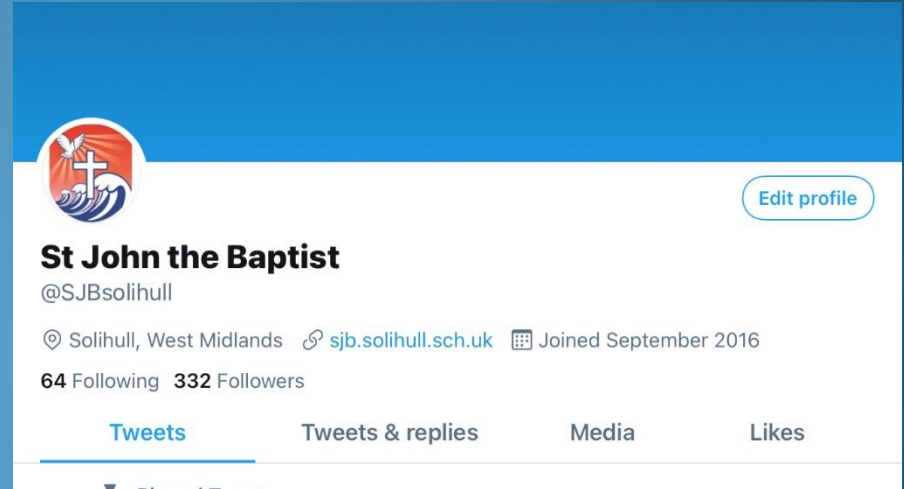 Edit profile
St John the Baptist
@SJBsolihull
Solihull, West Midlands sjb.solihull.sch.uk Joined September 2016
64 Following 332 Followers
Tweets Tweets & replies Media Likes